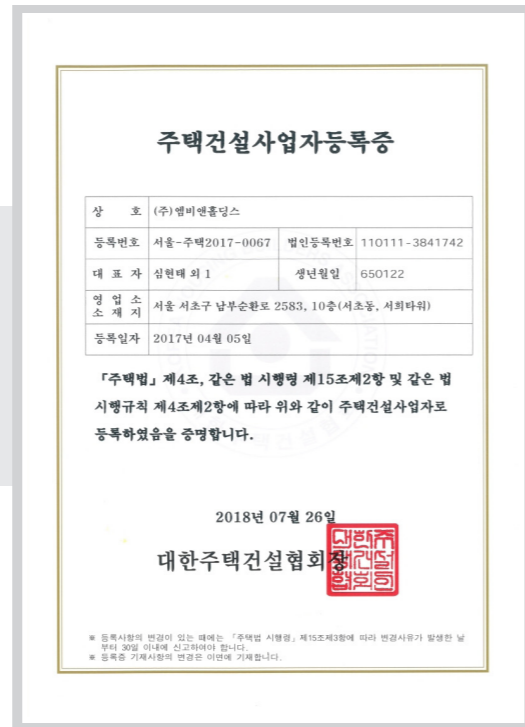 주택건설사업자등록증
상 호 (주)엠비앤홀딩스
등록번호 서울-주택2017-0067 법인등록번호 110111-3841742
대 표 자 심현태 외 1 생년월일 650122
영 업 소
소 재 지 서울 서초구 남부순환로 2583, 10층(서초동, 서희타워)
등록일자 2017년 04월 05일
「주택법」 제4조, 같은 법 시행령 제15조제2항 및 같은 법
시행규칙 제4조제2항에 따라 위와 같이 주택건설사업자로
등록하였음을 증명합니다.
2018년 07월 26일
대한주택건설협회장
※ 등록사항의 변경이 있는 때에는 「주택법 시행령」 제15조제3항에 따라 변경사유가 발생한 날
부터 30일 이내에 신고하여야 합니다.
※ 등록증 기재사항의 변경은 이면에 기재합니다.